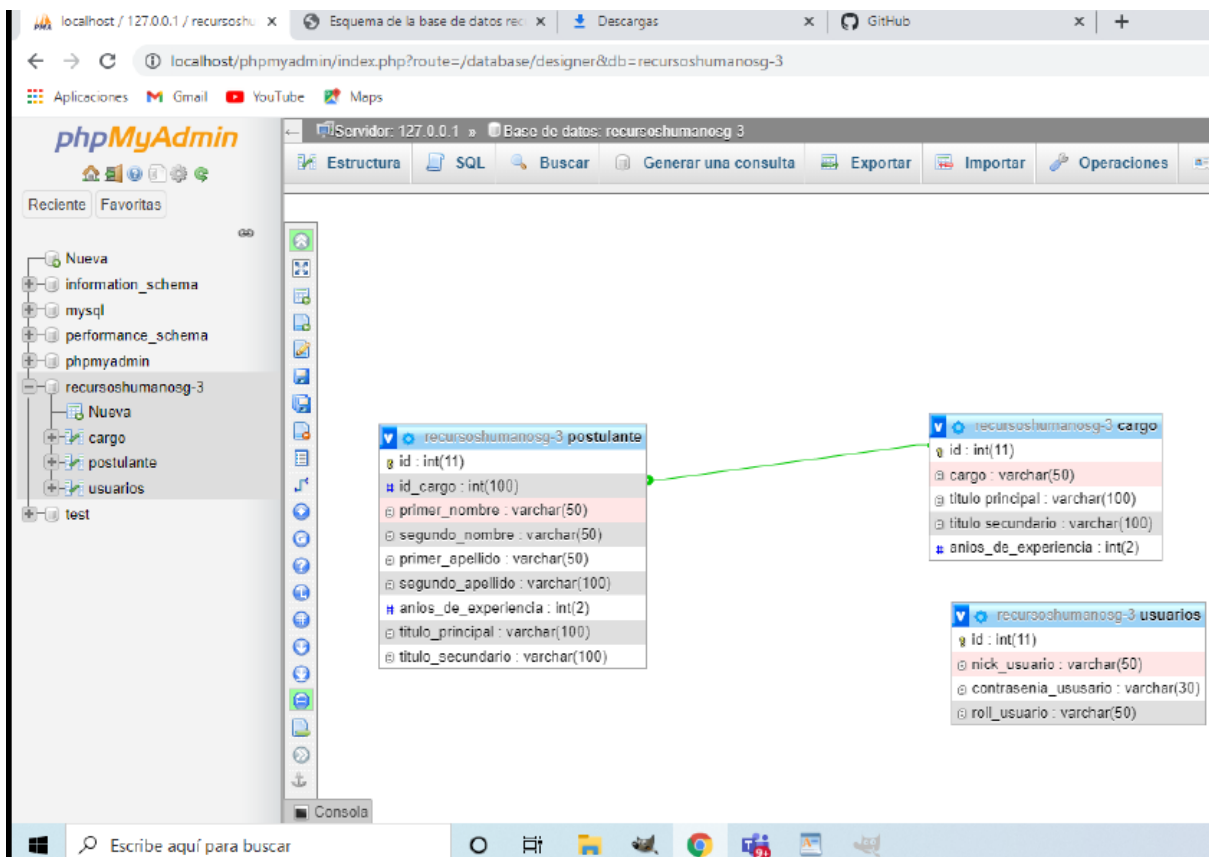 localhost / 127.0.0.1 / recursoshu
Esquema de la base de datos rec
Descargas
GitHub
localhost/phpmyadmin/index.php?route=/database/designer&db=recursoshumanosg-3
Aplicaciones
Gmail
YouTube
Maps
phpMyAdmin
Servidor: 127.0.0.1 » Base de datos: recursoshumanosg 3
Estructura
SQL
Buscar
Generar una consulta
Exportar
Importar
Operaciones
Reciente
Favoritas
Nueva
information_schema
mysql
performance_schema
phpmyadmin
recursoshumanosg-3
Nueva
cargo
postulante
usuarios
test
recursoshumanosg-3 postulante
id : int(11)
id_cargo : int(100)
primer_nombre : varchar(50)
segundo_nombre : varchar(50)
primer_apellido : varchar(50)
segundo_apellido : varchar(100)
anios_de_experiencia : int(2)
titulo_principal : varchar(100)
titulo_secundario : varchar(100)
recursoshumanosg-3 cargo
id : int(11)
cargo : varchar(50)
titulo principal : varchar(100)
titulo secundario : varchar(100)
anios_de_experiencia : int(2)
recursoshumanosg-3 usuarios
id : int(11)
nick_usuario : varchar(50)
contrasenia_ususario : varchar(30)
roll_usuario : varchar(50)
Consola
Escribe aquí para buscar